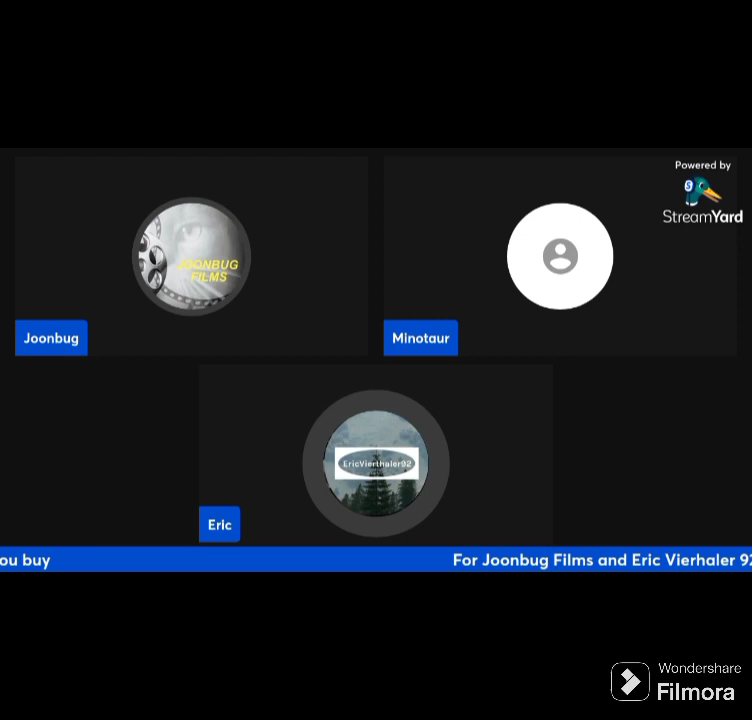 Powered by
StreamYard
JOONBUG
FILMS
Joonbug
Minotaur
EricVierthaler92
Eric
ou buy
For Joonbug Films and Eric Vierhaler 92
Wondershare
Filmora